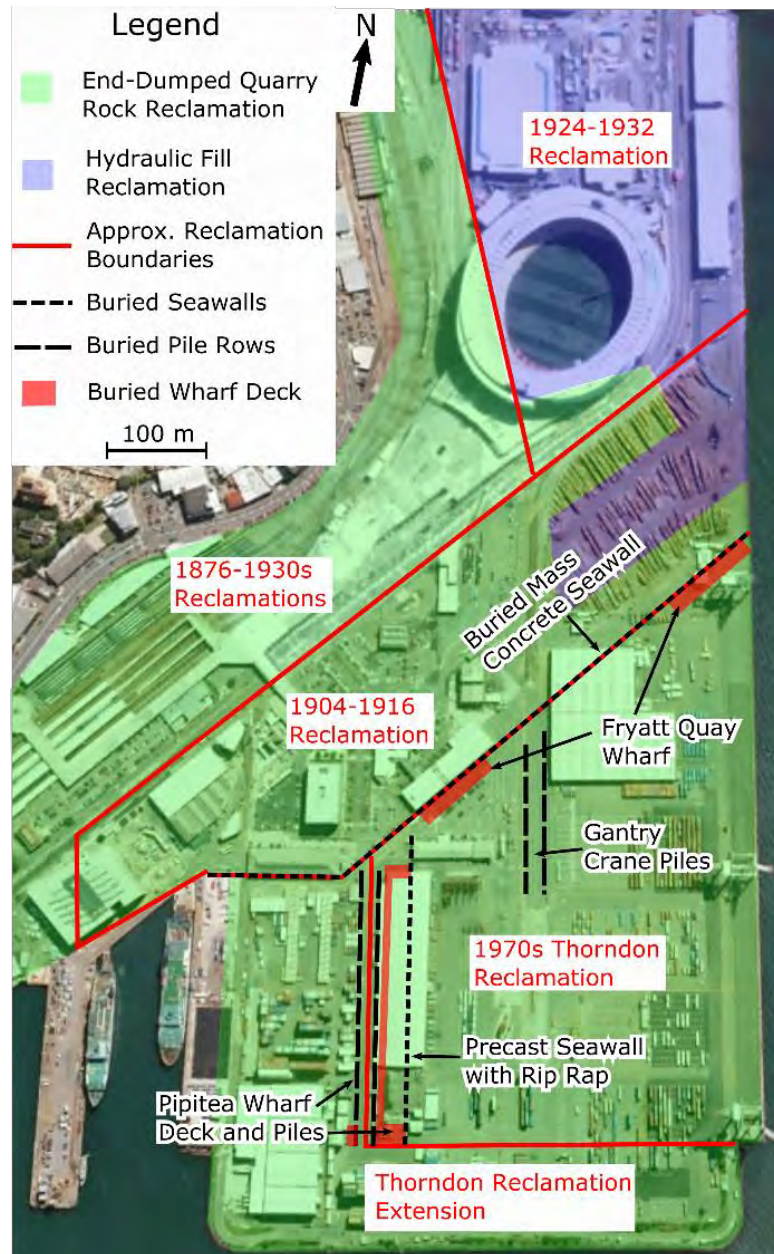 Legend
End-Dumped Quarry
Rock Reclamation
Hydraulic Fill
Reclamation
Approx. Reclamation
Boundaries
Buried Seawalls
Buried Pile Rows
Buried Wharf Deck
100 m
N
1924-1932
Reclamation
1876-1930s
Reclamations
Buried Mass
Concrete Seawall
1904-1916
Reclamation
Fryatt Quay
Wharf
Gantry
Crane Piles
1970s Thorndon
Reclamation
Precast Seawall
with Rip Rap
Pipitea Wharf
Deck and Piles
Thorndon Reclamation
Extension